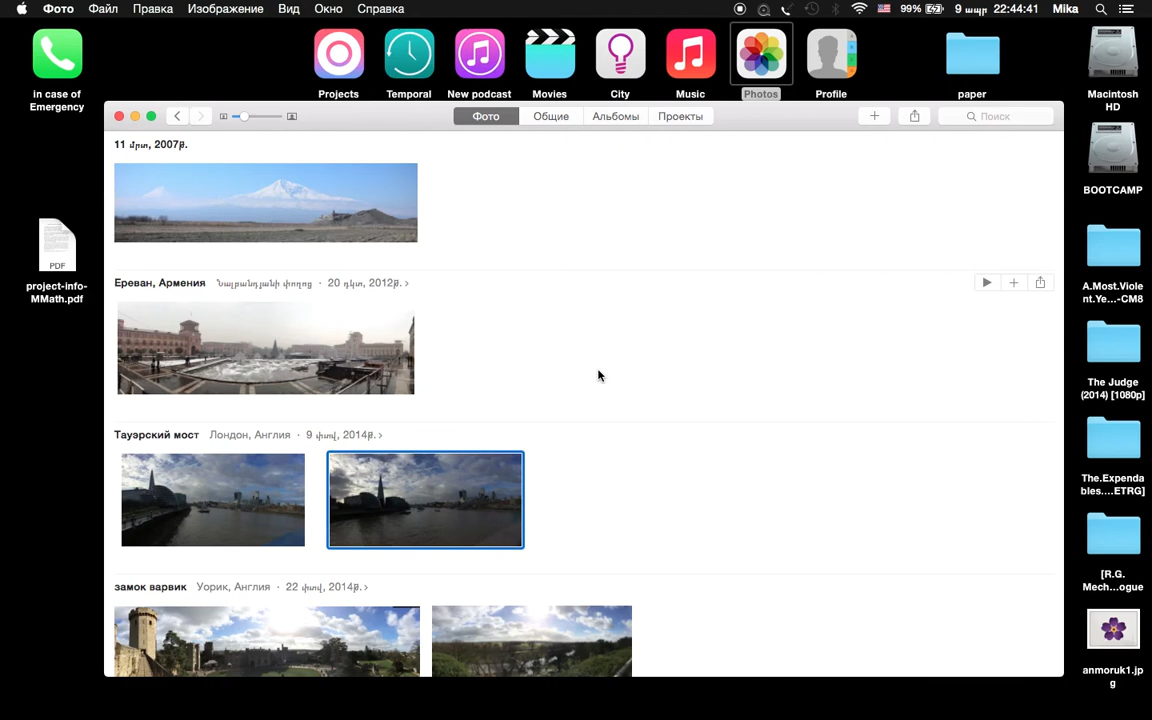 Фото Файл Правка Изображение Вид Окно Справка 99% 9 ապր 22:44:41 Mika
in case of
Emergency
Projects
Temporal
New podcast
Movies
City
Music
Photos
Profile
paper
Macintosh
HD
Фото Общие Альбомы Проекты Поиск
11 մրտ, 2007թ.
BOOTCAMP
PDF
project-info-
MMath.pdf
Ереван, Армения Նալբանդյանի փողոց · 20 դկտ, 2012թ. >
A.Most.Viole
nt.Ye...-CM8
The Judge
(2014) [1080p]
Тауэрский мост Лондон, Англия · 9 փտվ, 2014թ. >
The.Expenda
bles....ETRG]
замок варвик Уорик, Англия · 22 փտվ, 2014թ. >
[R.G.
Mech...ogue
anmoruk1.jp
g